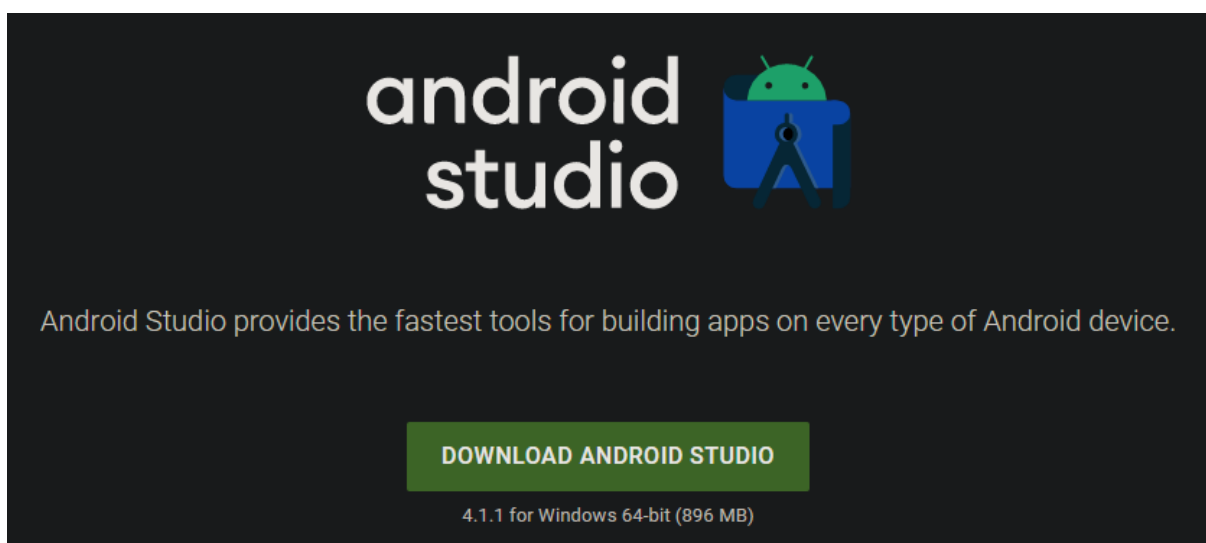 android
studio
Android Studio provides the fastest tools for building apps on every type of Android device.
DOWNLOAD ANDROID STUDIO
4.1.1 for Windows 64-bit (896 MB)